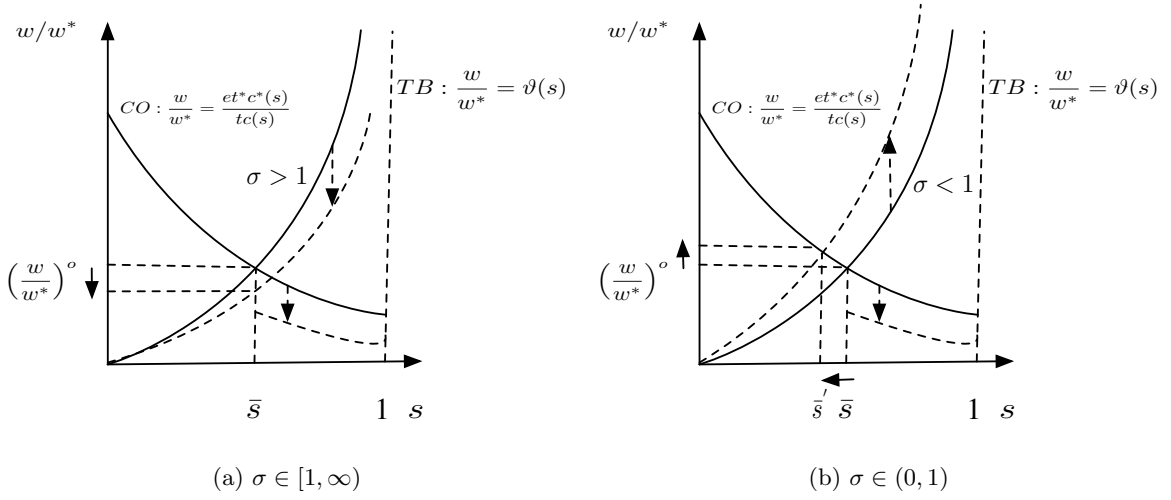 w/w*
CO : w/w* = et*c*(s)/tc(s)
TB : w/w* = ϑ(s)
σ > 1
(w/w*)^o
s̄
1
s
(a) σ ∈ [1, ∞)
w/w*
CO : w/w* = et*c*(s)/tc(s)
TB : w/w* = ϑ(s)
σ < 1
(w/w*)^o
s̄′
s̄
1
s
(b) σ ∈ (0, 1)